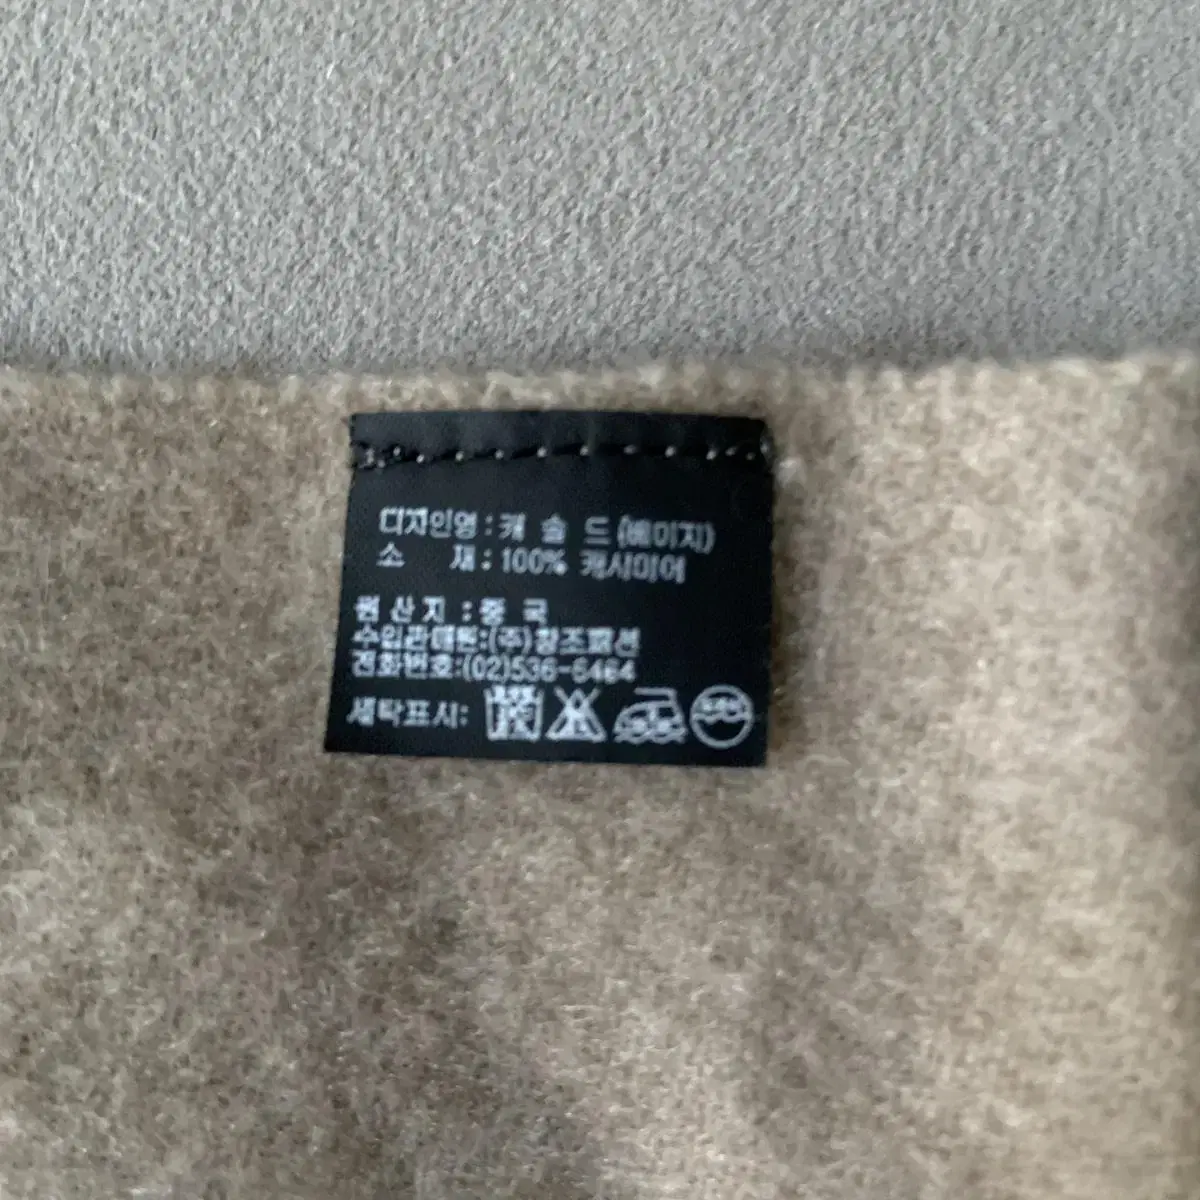 디자인명 : 캐 슬 드 (베이지)
소 재 : 100% 캐시미어
원 산 지 : 중 국
수입판매원:(주)창조패션
전화번호:(02)536-6464
세탁표시: